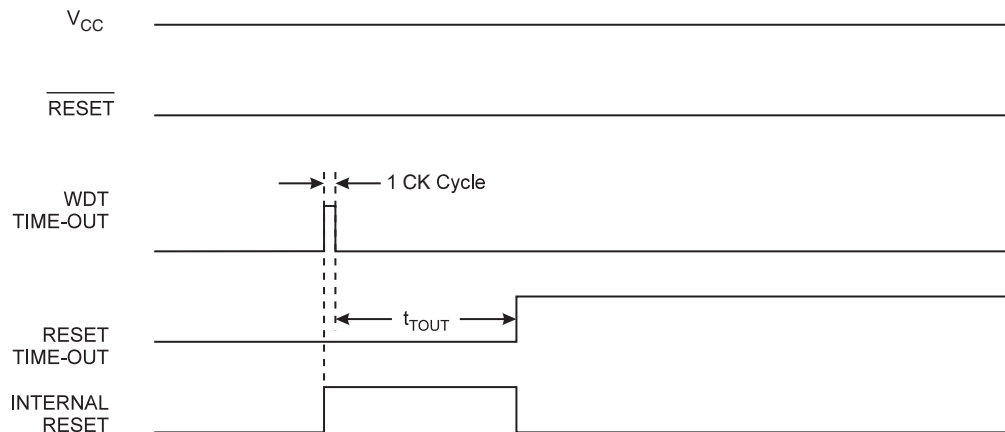 VCC
RESET
1 CK Cycle
WDT
TIME-OUT
tTOUT
RESET
TIME-OUT
INTERNAL
RESET